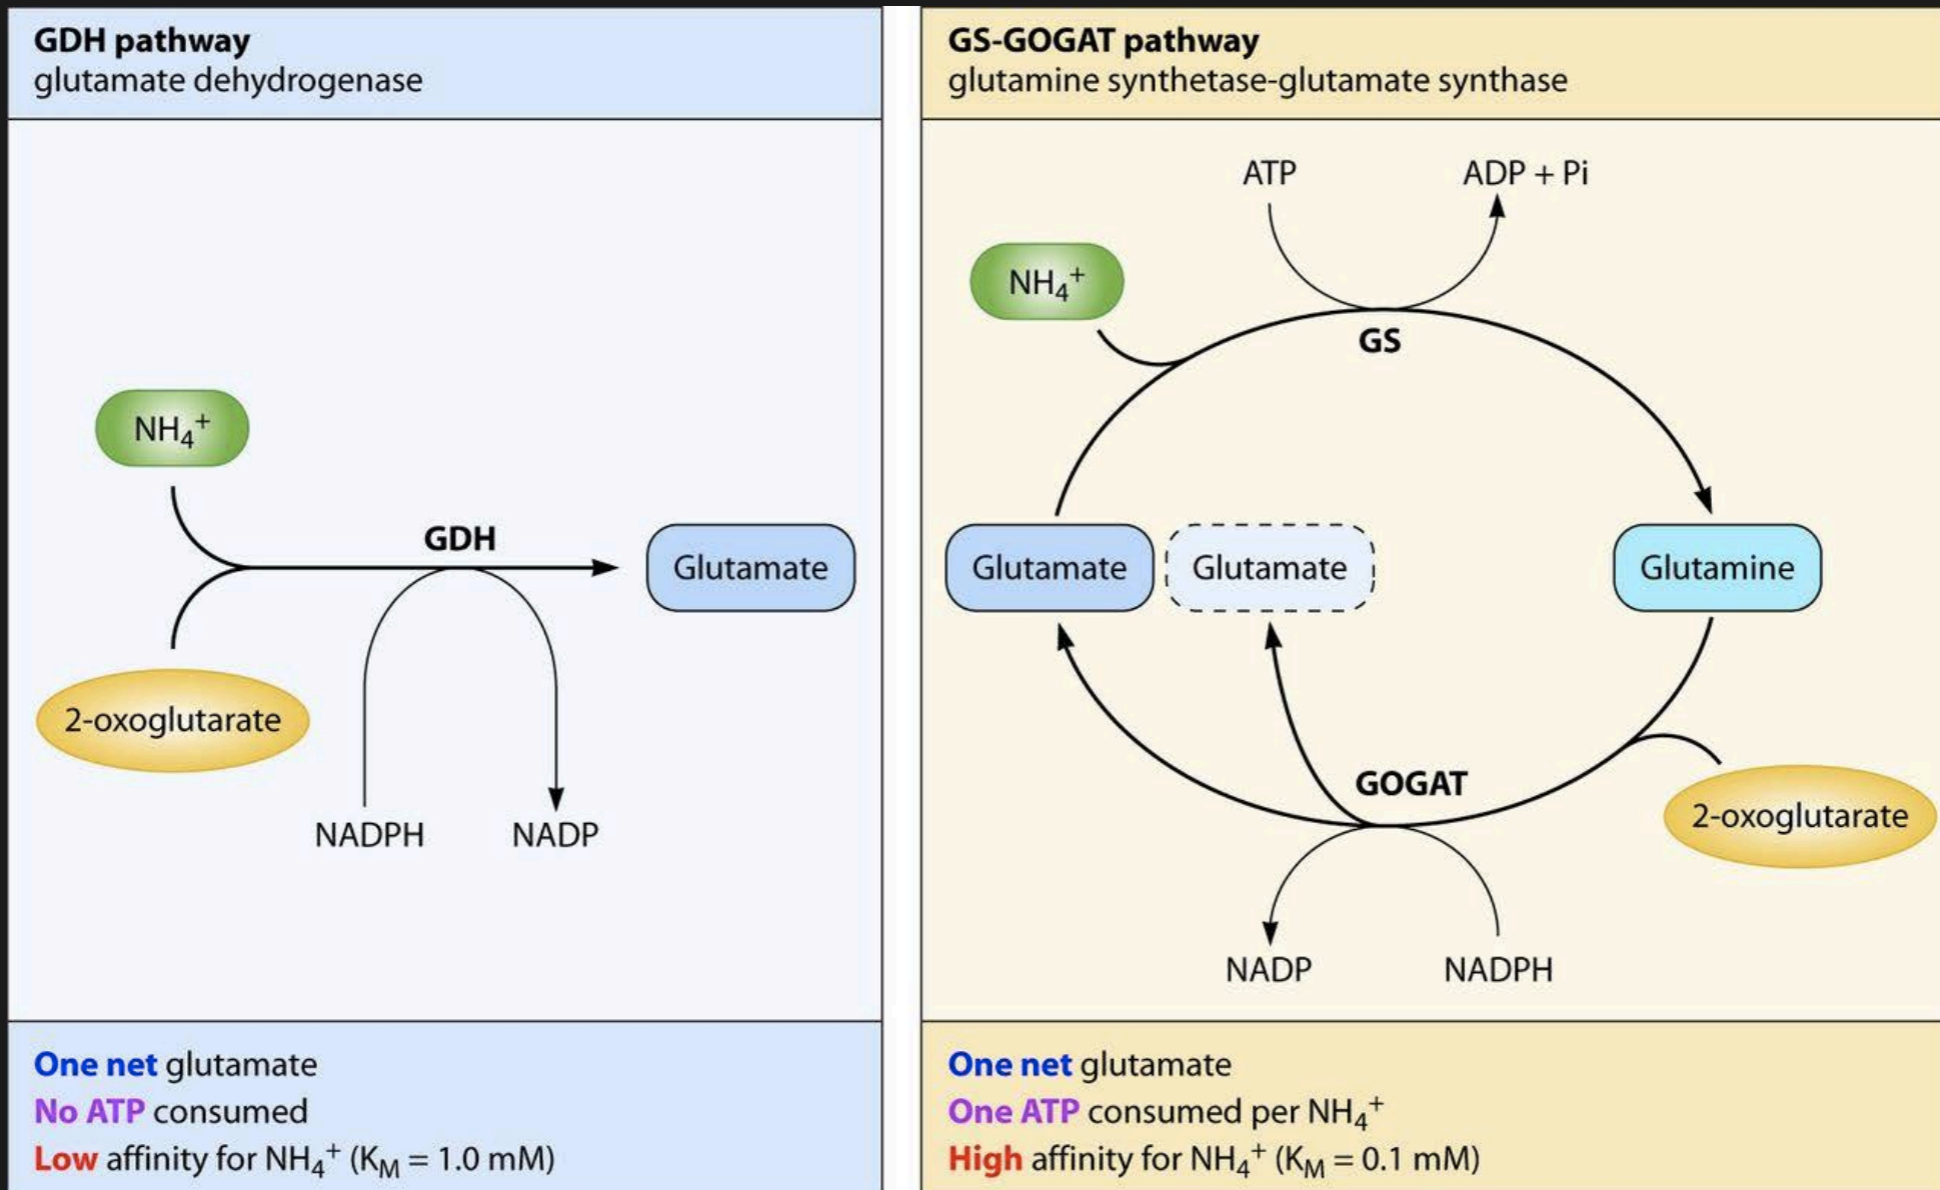 GDH pathway
glutamate dehydrogenase
NH₄⁺
GDH
Glutamate
2-oxoglutarate
NADPH
NADP
One net glutamate
No ATP consumed
Low affinity for NH₄⁺ (K_M = 1.0 mM)
GS-GOGAT pathway
glutamine synthetase-glutamate synthase
ATP
ADP + Pi
NH₄⁺
GS
Glutamate
Glutamate
Glutamine
GOGAT
2-oxoglutarate
NADP
NADPH
One net glutamate
One ATP consumed per NH₄⁺
High affinity for NH₄⁺ (K_M = 0.1 mM)